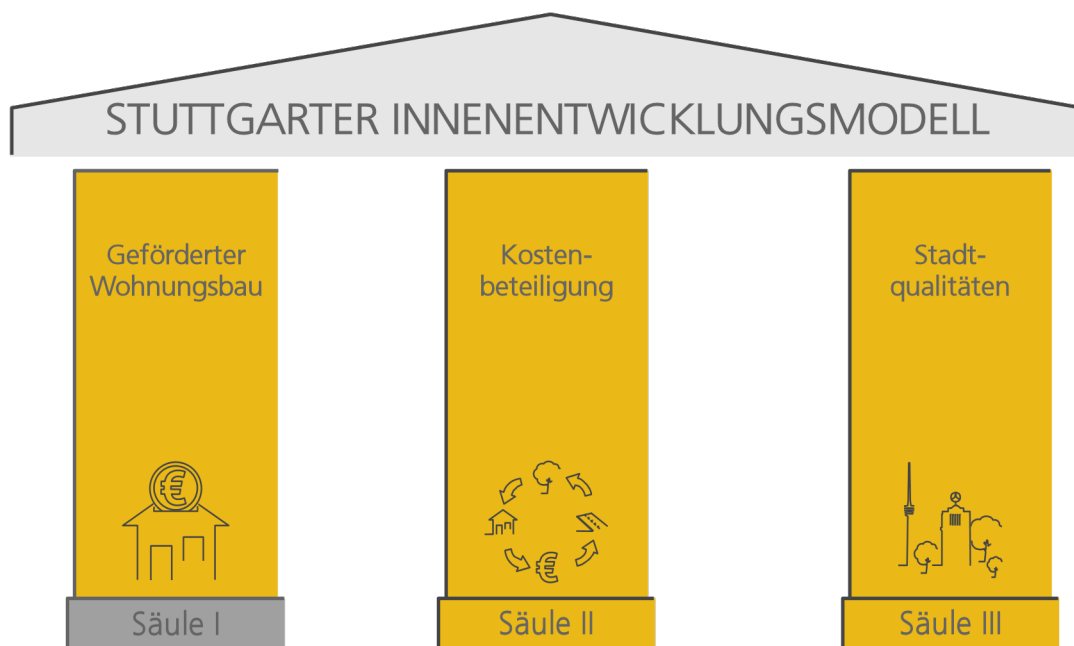 STUTTGARTER INNENENTWICKLUNGSMODELL
Geförderter
Wohnungsbau
€
Säule I
Kosten-
beteiligung
€
Säule II
Stadt-
qualitäten
Säule III